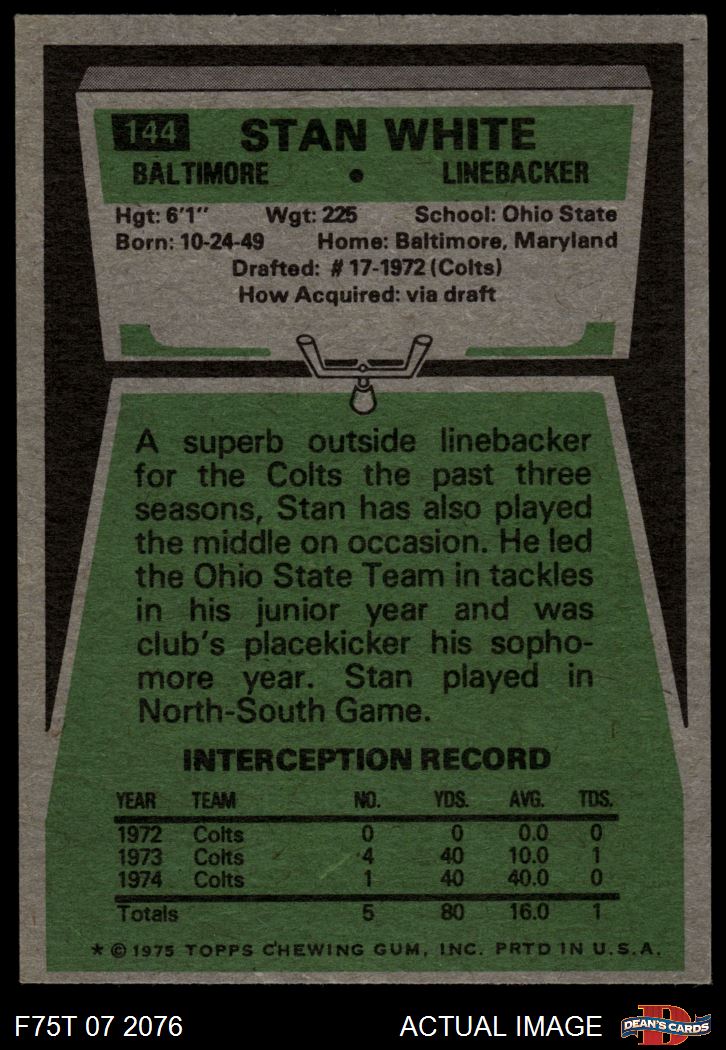 144 STAN WHITE
BALTIMORE • LINEBACKER
Hgt: 6'1" Wgt: 225 School: Ohio State
Born: 10-24-49 Home: Baltimore, Maryland
Drafted: # 17-1972 (Colts)
How Acquired: via draft
A superb outside linebacker
for the Colts the past three
seasons, Stan has also played
the middle on occasion. He led
the Ohio State Team in tackles
in his junior year and was
club's placekicker his sopho-
more year. Stan played in
North-South Game.
INTERCEPTION RECORD
YEAR TEAM NO. YDS. AVG. TDS.
1972 Colts 0 0 0.0 0
1973 Colts 4 40 10.0 1
1974 Colts 1 40 40.0 0
Totals 5 80 16.0 1
* © 1975 TOPPS CHEWING GUM, INC. PRTD IN U.S.A.
F75T 07 2076 ACTUAL IMAGE D DEAN'S CARDS